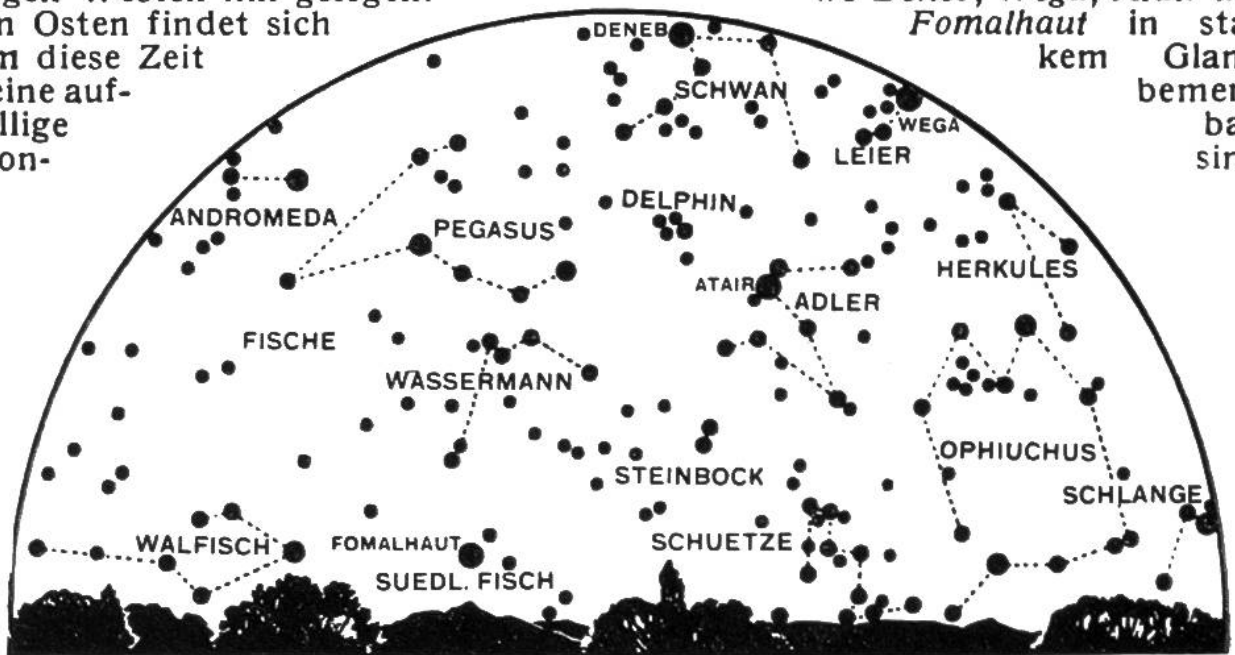 n Osten findet sich
m diese Zeit
eine auf-
llige
on-
Fomalhaut in sta
kem Glan
bemer
ba
sin
DENEB
SCHWAN
WEGA
LEIER
ANDROMEDA
DELPHIN
PEGASUS
ATAIR
ADLER
HERKULES
FISCHE
WASSERMANN
STEINBOCK
OPHIUCHUS
SCHLANGE
WALFISCH
FOMALHAUT
SUEDL. FISCH
SCHUETZE